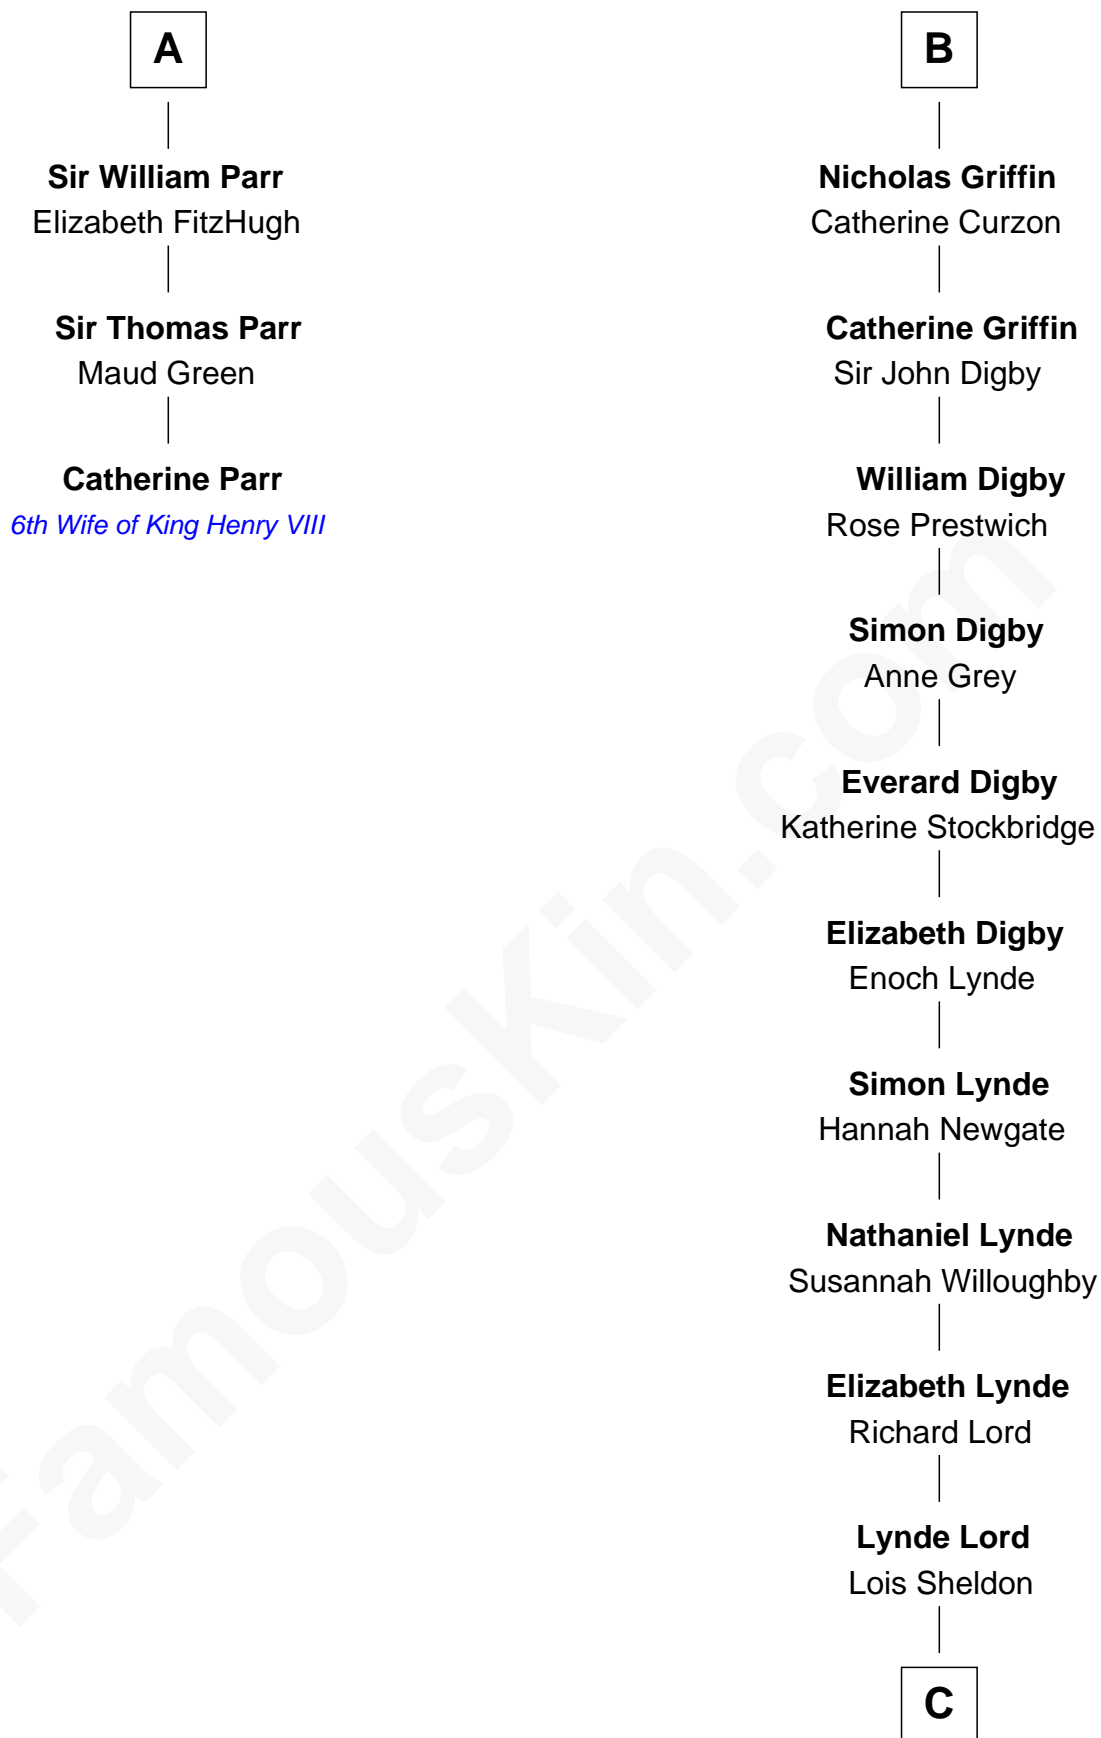 A
Sir William Parr
Elizabeth FitzHugh
Sir Thomas Parr
Maud Green
Catherine Parr
6th Wife of King Henry VIII
B
Nicholas Griffin
Catherine Curzon
Catherine Griffin
Sir John Digby
William Digby
Rose Prestwich
Simon Digby
Anne Grey
Everard Digby
Katherine Stockbridge
Elizabeth Digby
Enoch Lynde
Simon Lynde
Hannah Newgate
Nathaniel Lynde
Susannah Willoughby
Elizabeth Lynde
Richard Lord
Lynde Lord
Lois Sheldon
C
FamousKin.com